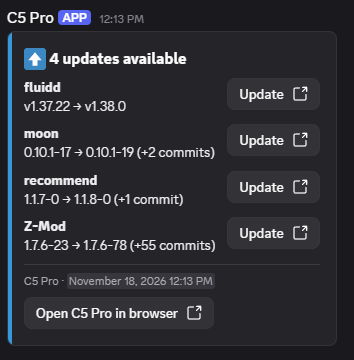 C5 Pro APP 12:13 PM
4 updates available
fluidd
v1.37.22 → v1.38.0
Update
moon
0.10.1-17 → 0.10.1-19 (+2 commits)
Update
recommend
1.1.7-0 → 1.1.8-0 (+1 commit)
Update
Z-Mod
1.7.6-23 → 1.7.6-78 (+55 commits)
Update
C5 Pro · November 18, 2026 12:13 PM
Open C5 Pro in browser